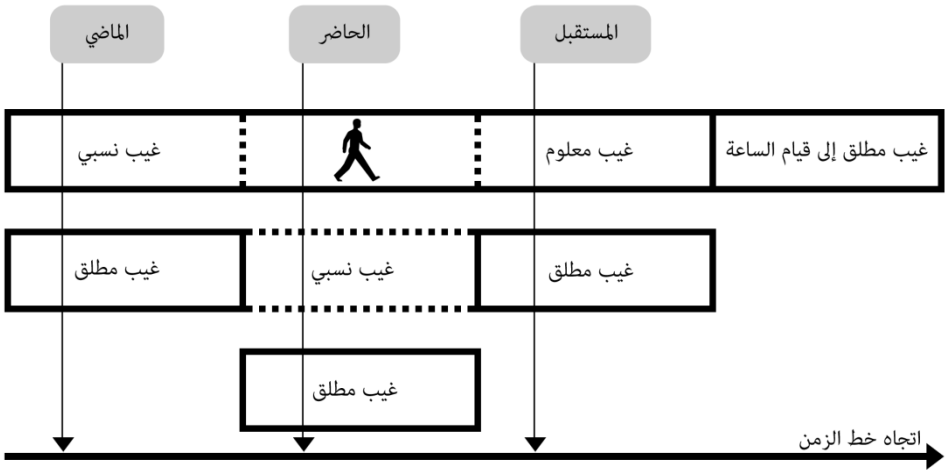 الماضي
الحاضر
المستقبل
غيب نسبي
غيب معلوم
غيب مطلق إلى قيام الساعة
غيب مطلق
غيب نسبي
غيب مطلق
غيب مطلق
اتجاه خط الزمن